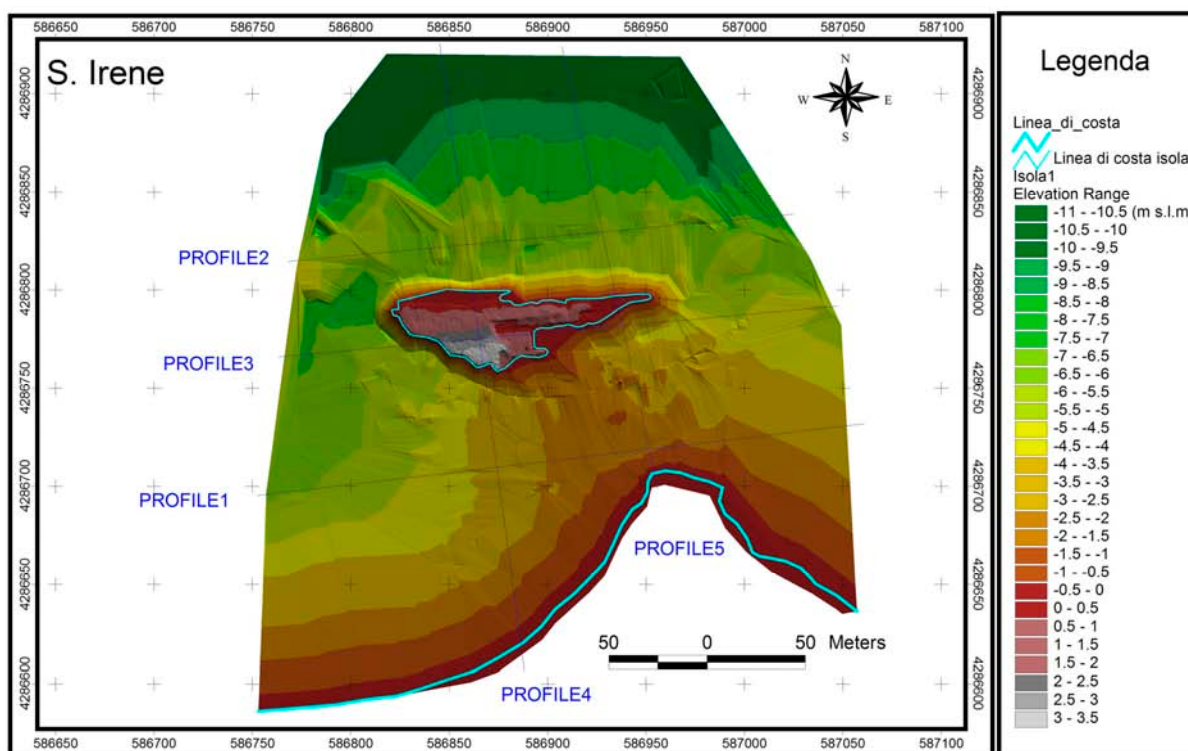 586650 586700 586750 586800 586850 586900 586950 587000 587050 587100
S. Irene
N
W E
S
4286900 4286900
4286850 4286850
PROFILE2
4286800 4286800
PROFILE3
4286750 4286750
PROFILE1
4286700 4286700
PROFILE5
4286650 4286650
50 0 50 Meters
PROFILE4
4286600 4286600
586650 586700 586750 586800 586850 586900 586950 587000 587050 587100
Legenda
Linea_di_costa
Linea di costa isola
Isola1
Elevation Range
-11 - -10.5 (m s.l.m
-10.5 - -10
-10 - -9.5
-9.5 - -9
-9 - -8.5
-8.5 - -8
-8 - -7.5
-7.5 - -7
-7 - -6.5
-6.5 - -6
-6 - -5.5
-5.5 - -5
-5 - -4.5
-4.5 - -4
-4 - -3.5
-3.5 - -3
-3 - -2.5
-2.5 - -2
-2 - -1.5
-1.5 - -1
-1 - -0.5
-0.5 - 0
0 - 0.5
0.5 - 1
1 - 1.5
1.5 - 2
2 - 2.5
2.5 - 3
3 - 3.5